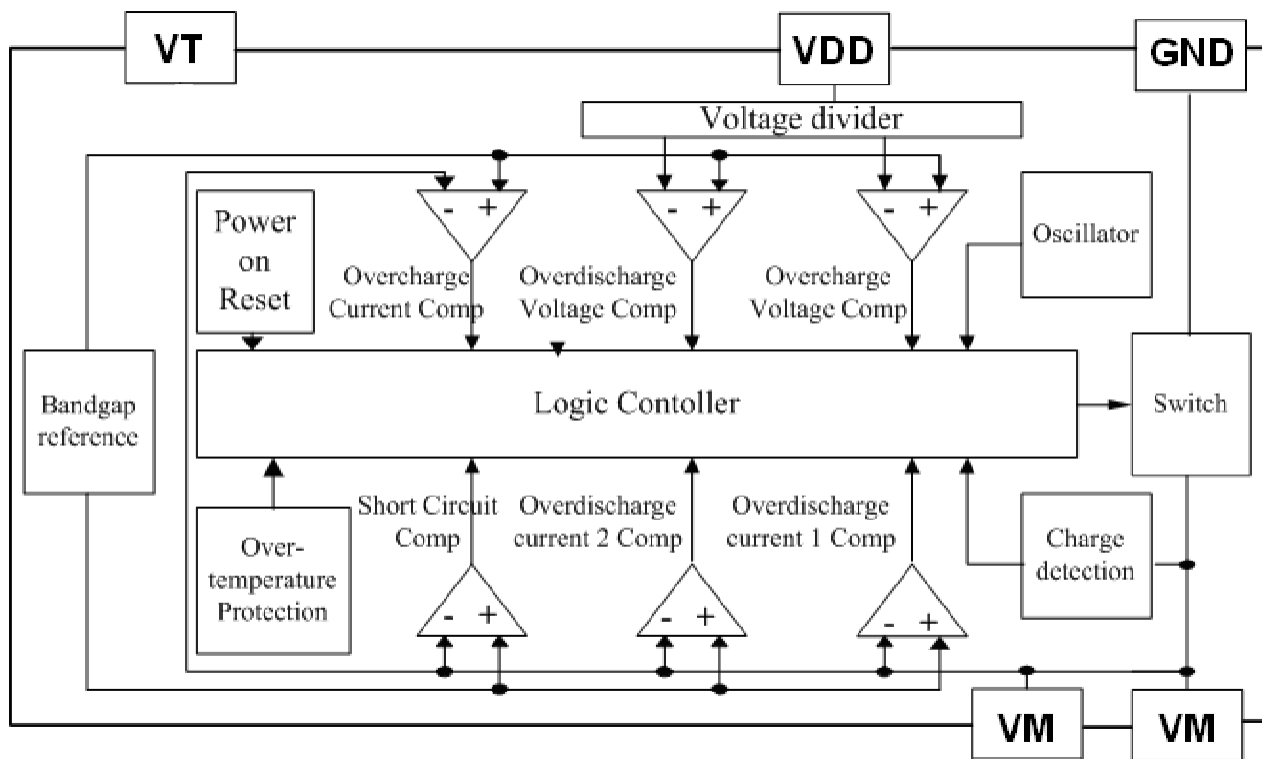 VT
VDD
GND
Voltage divider
- +
- +
- +
Power
on
Reset
Oscillator
Overcharge
Current Comp
Overdischarge
Voltage Comp
Overcharge
Voltage Comp
Bandgap
reference
Logic Contoller
Switch
Short Circuit
Comp
Overdischarge
current 2 Comp
Overdischarge
current 1 Comp
Over-
temperature
Protection
Charge
detection
- +
- +
- +
VM
VM